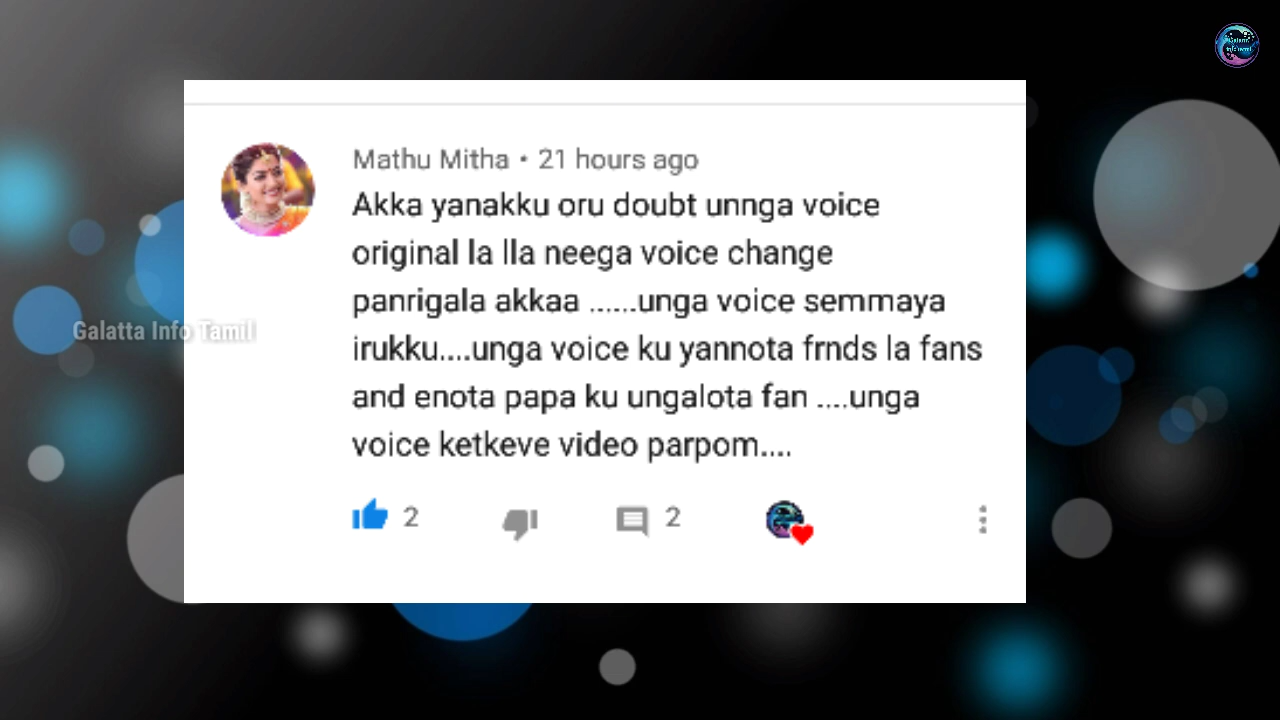 Mathu Mitha • 21 hours ago
Akka yanakku oru doubt unnga voice
original la lla neega voice change
panrigala akkaa ......unga voice semmaya
irukku....unga voice ku yannota frnds la fans
and enota papa ku ungalota fan ....unga
voice ketkeve video parpom....
2
2
Galatta Info Tamil